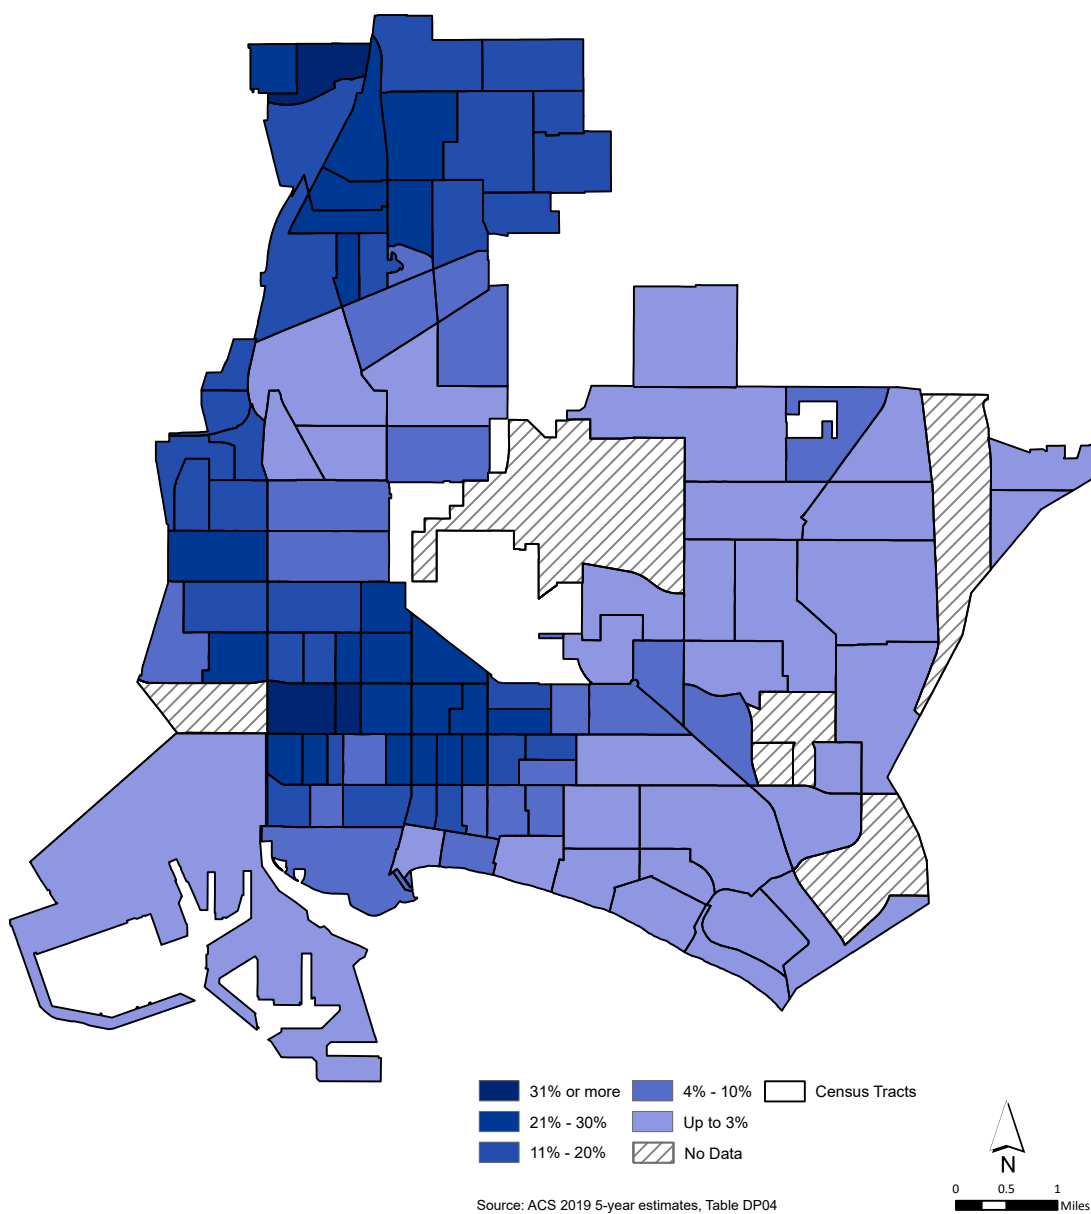 31% or more
4% - 10%
Census Tracts
21% - 30%
Up to 3%
11% - 20%
No Data
N
0 0.5 1
Miles
Source: ACS 2019 5-year estimates, Table DP04